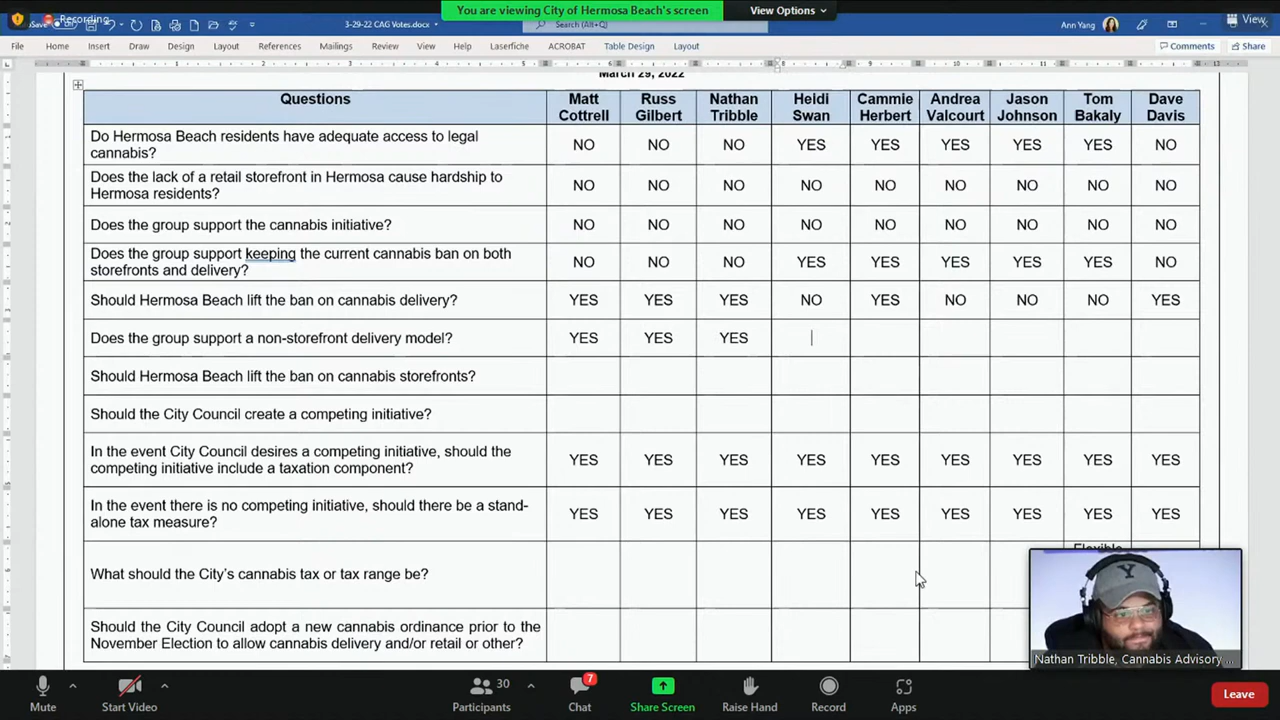 Recording
Save
3-29-22 CAG Votes.docx
You are viewing City of Hermosa Beach's screen
View Options
Search (Alt+Q)
Ann Yang
View
File Home Insert Draw Design Layout References Mailings Review View Help Laserfiche ACROBAT Table Design Layout Comments Share
March 29, 2022
Questions Matt Cottrell Russ Gilbert Nathan Tribble Heidi Swan Cammie Herbert Andrea Valcourt Jason Johnson Tom Bakaly Dave Davis
Do Hermosa Beach residents have adequate access to legal
cannabis?
NO NO NO YES YES YES YES YES NO
Does the lack of a retail storefront in Hermosa cause hardship to
Hermosa residents?
NO NO NO NO NO NO NO NO NO
Does the group support the cannabis initiative? NO NO NO NO NO NO NO NO NO
Does the group support keeping the current cannabis ban on both
storefronts and delivery?
NO NO NO YES YES YES YES YES NO
Should Hermosa Beach lift the ban on cannabis delivery? YES YES YES NO YES NO NO NO YES
Does the group support a non-storefront delivery model? YES YES YES
Should Hermosa Beach lift the ban on cannabis storefronts?
Should the City Council create a competing initiative?
In the event City Council desires a competing initiative, should the
competing initiative include a taxation component?
YES YES YES YES YES YES YES YES YES
In the event there is no competing initiative, should there be a stand-
alone tax measure?
YES YES YES YES YES YES YES YES YES
Flexible
What should the City's cannabis tax or tax range be?
Should the City Council adopt a new cannabis ordinance prior to the
November Election to allow cannabis delivery and/or retail or other?
Y
Nathan Tribble, Cannabis Advisory ...
Mute Start Video Participants 30 Chat 7 Share Screen Raise Hand Record Apps Leave